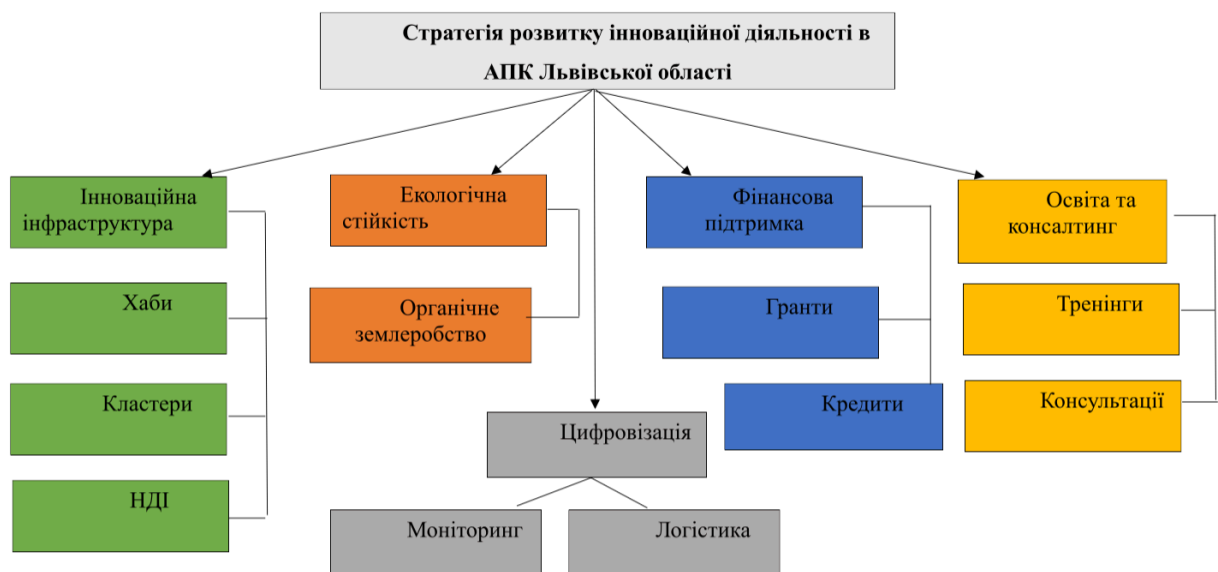 Стратегія розвитку інноваційної діяльності в
АПК Львівської області
Інноваційна
інфраструктура
Хаби
Кластери
НДІ
Екологічна
стійкість
Органічне
землеробство
Цифровізація
Моніторинг
Логістика
Фінансова
підтримка
Гранти
Кредити
Освіта та
консалтинг
Тренінги
Консультації